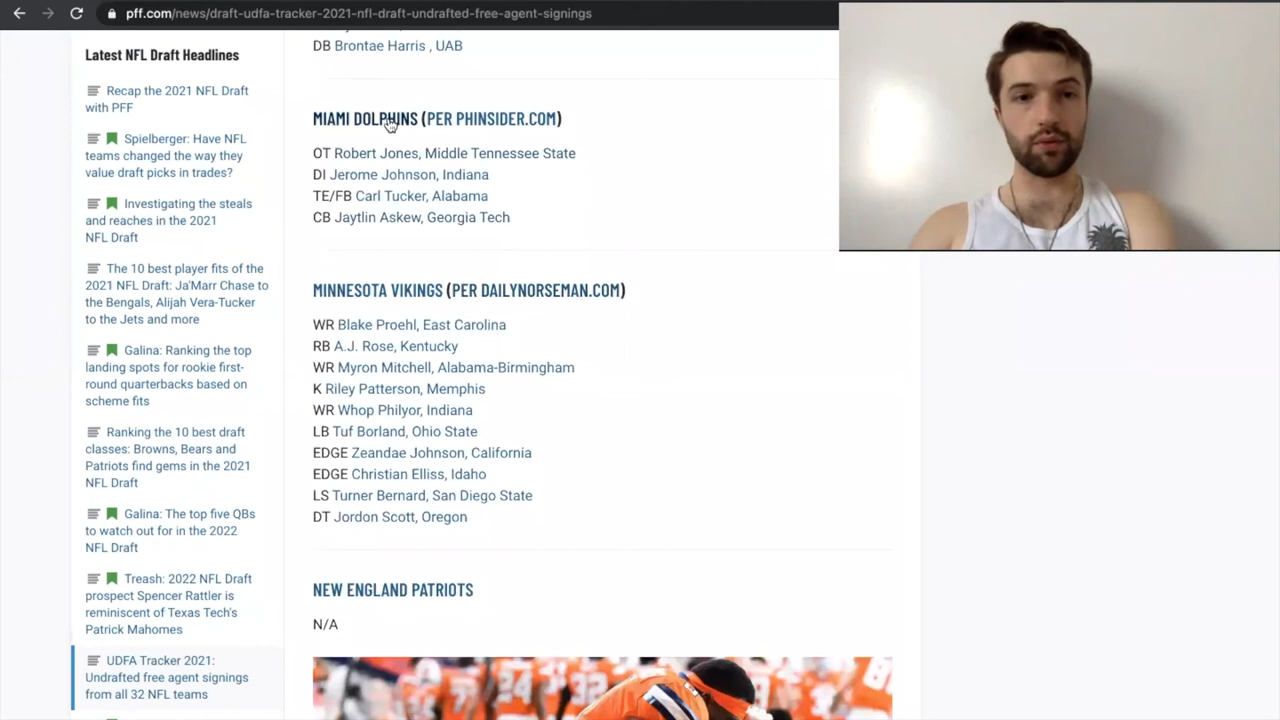 pff.com/news/draft-udfa-tracker-2021-nfl-draft-undrafted-free-agent-signings
Latest NFL Draft Headlines
Recap the 2021 NFL Draft
with PFF
Spielberger: Have NFL
teams changed the way they
value draft picks in trades?
Investigating the steals
and reaches in the 2021
NFL Draft
The 10 best player fits of the
2021 NFL Draft: Ja'Marr Chase to
the Bengals, Alijah Vera-Tucker
to the Jets and more
Galina: Ranking the top
landing spots for rookie first-
round quarterbacks based on
scheme fits
Ranking the 10 best draft
classes: Browns, Bears and
Patriots find gems in the 2021
NFL Draft
Galina: The top five QBs
to watch out for in the 2022
NFL Draft
Treash: 2022 NFL Draft
prospect Spencer Rattler is
reminiscent of Texas Tech's
Patrick Mahomes
UDFA Tracker 2021:
Undrafted free agent signings
from all 32 NFL teams
DB Brontae Harris , UAB
MIAMI DOLPHINS (PER PHINSIDER.COM)
OT Robert Jones, Middle Tennessee State
DI Jerome Johnson, Indiana
TE/FB Carl Tucker, Alabama
CB Jaytlin Askew, Georgia Tech
MINNESOTA VIKINGS (PER DAILYNORSEMAN.COM)
WR Blake Proehl, East Carolina
RB A.J. Rose, Kentucky
WR Myron Mitchell, Alabama-Birmingham
K Riley Patterson, Memphis
WR Whop Philyor, Indiana
LB Tuf Borland, Ohio State
EDGE Zeandae Johnson, California
EDGE Christian Elliss, Idaho
LS Turner Bernard, San Diego State
DT Jordon Scott, Oregon
NEW ENGLAND PATRIOTS
N/A